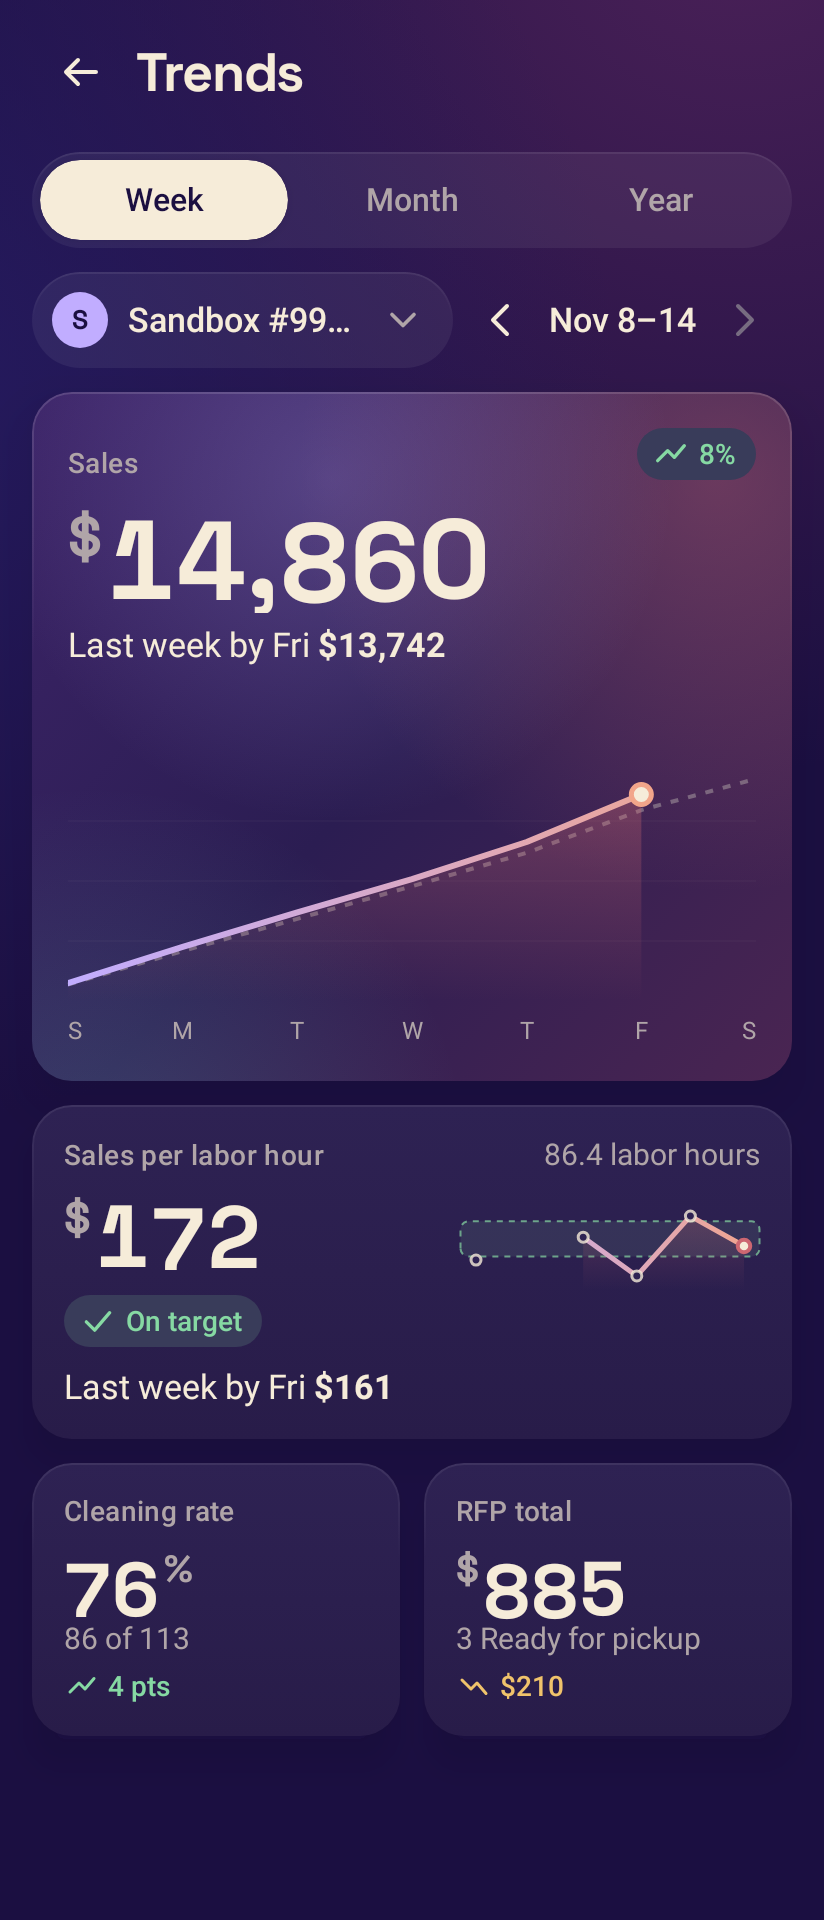 Trends
Week Month Year
S Sandbox #99… Nov 8–14
Sales 8%
$14,860
Last week by Fri $13,742
S M T W T F S
Sales per labor hour 86.4 labor hours
$172
On target
Last week by Fri $161
Cleaning rate
76%
86 of 113
4 pts
RFP total
$885
3 Ready for pickup
$210